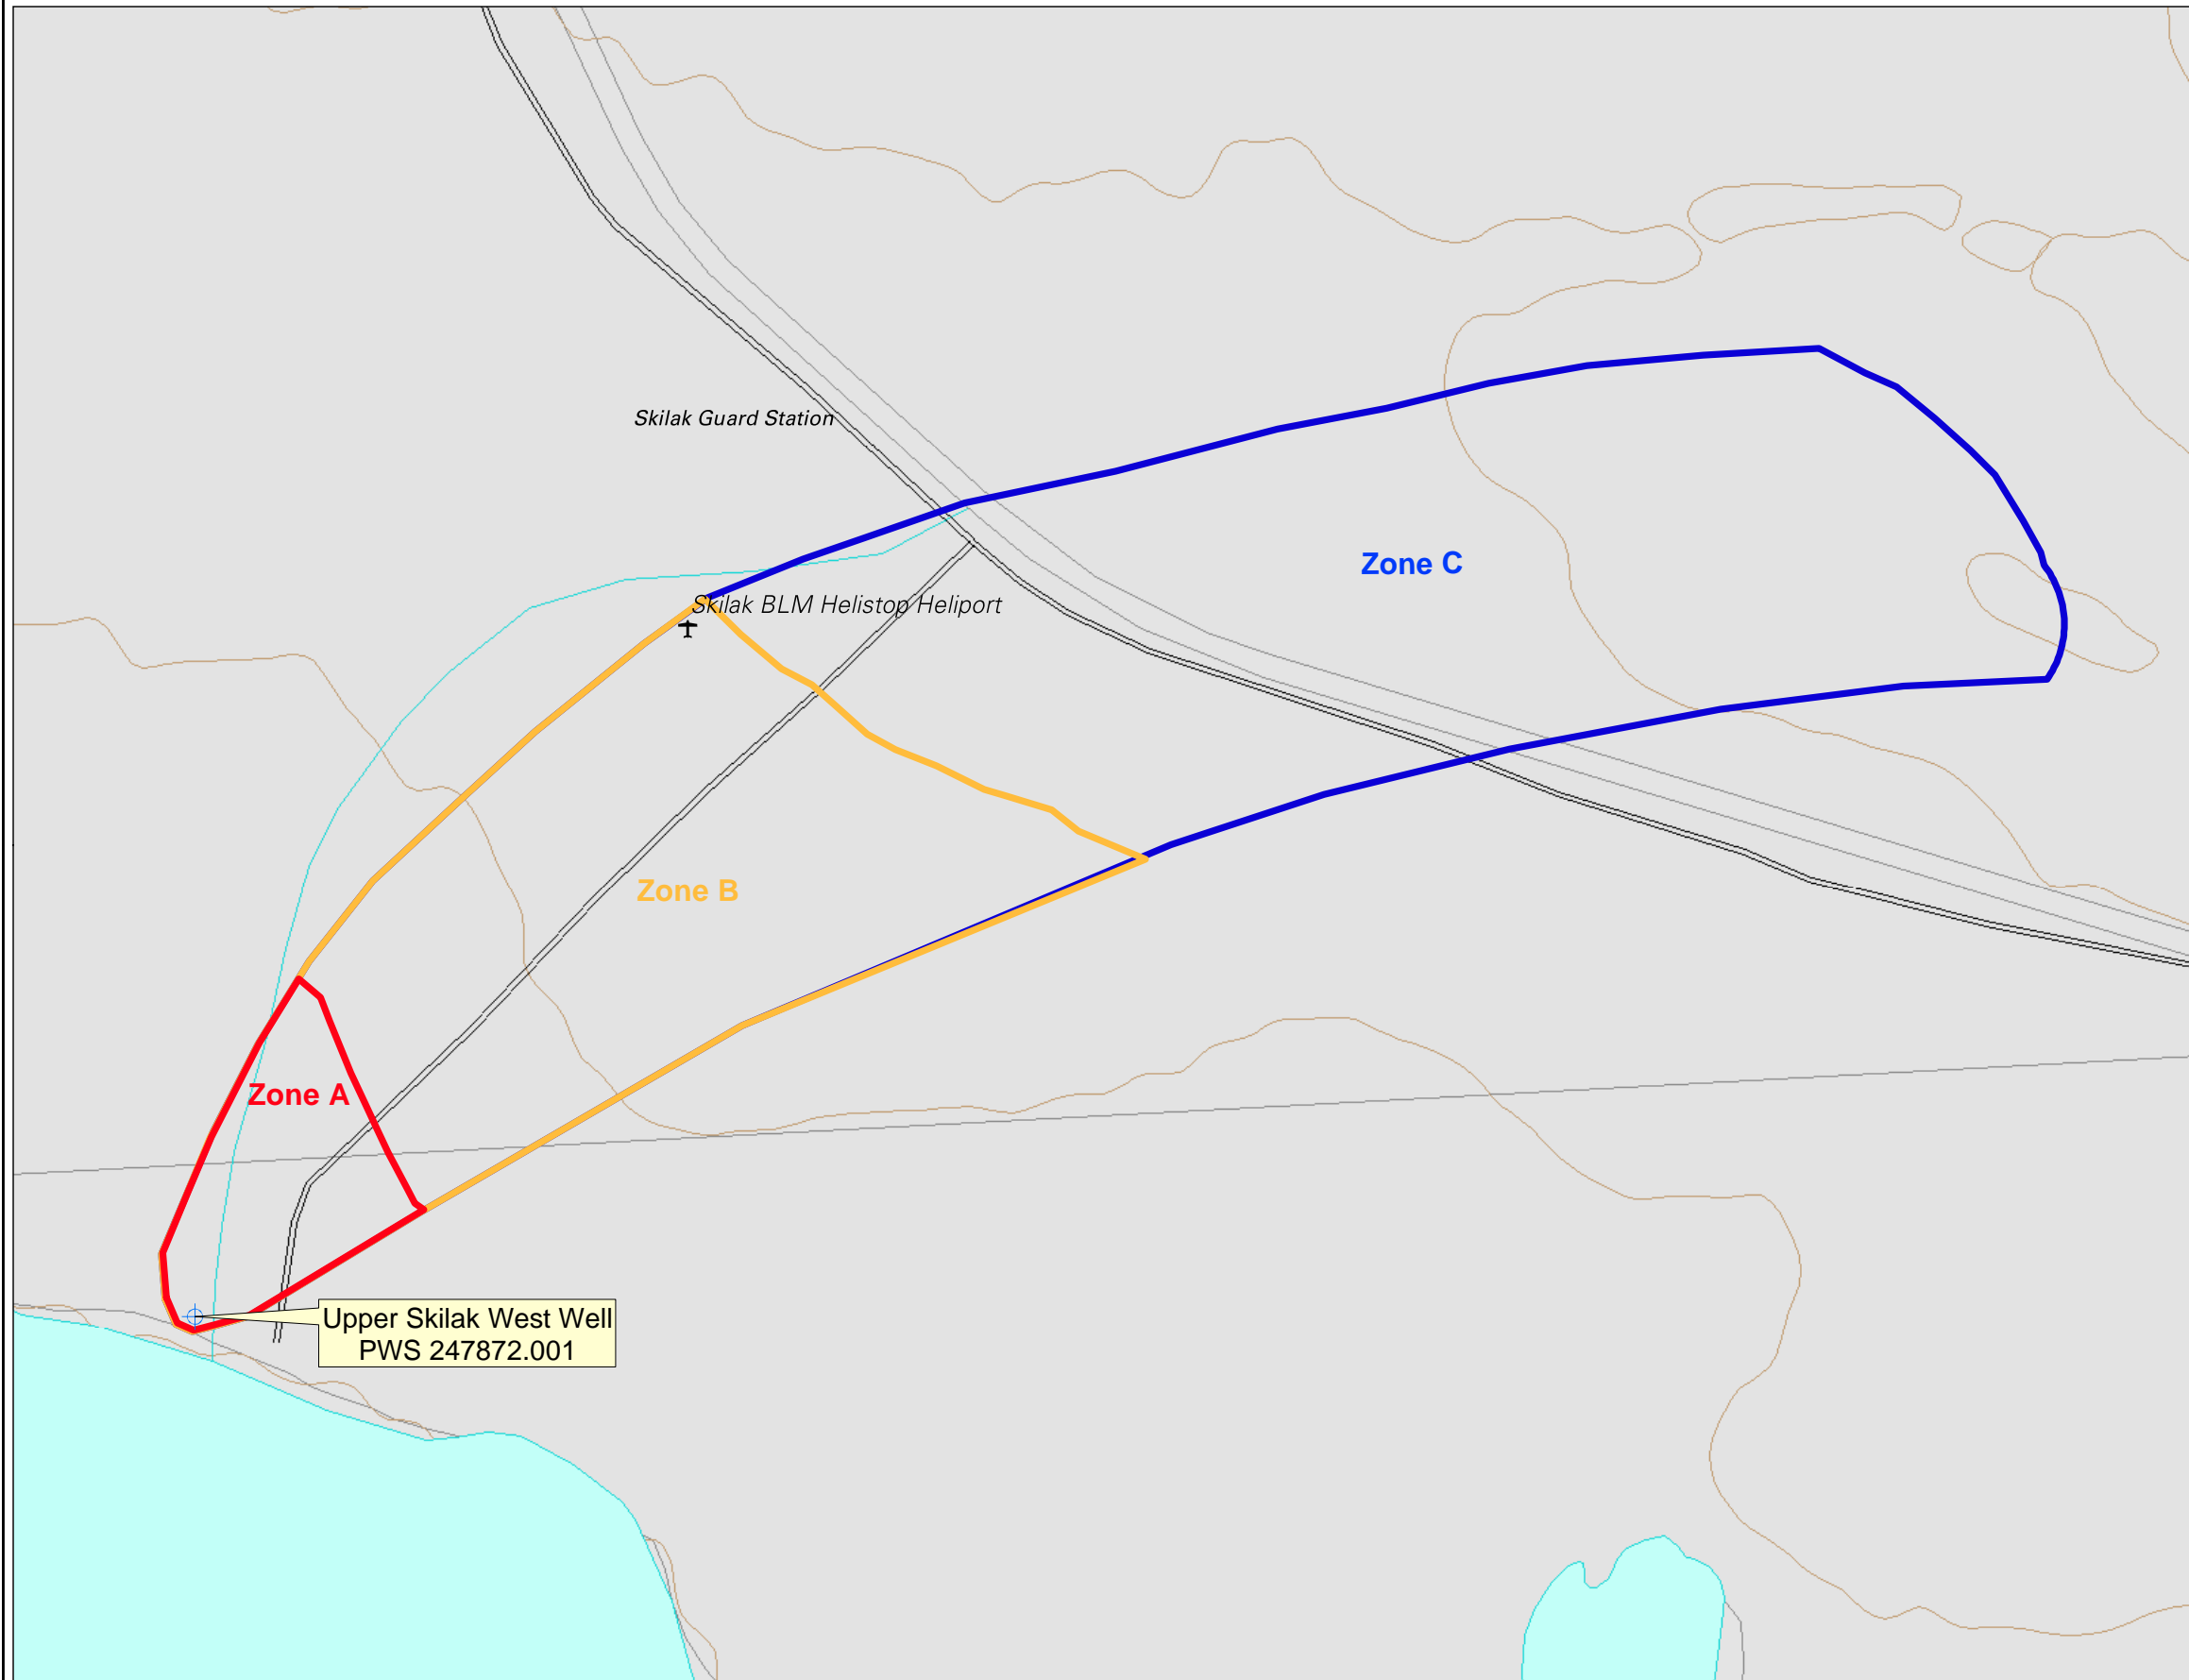 Skilak Guard Station
Zone C
Skilak BLM Helistop Heliport
Zone B
Zone A
Upper Skilak West Well
PWS 247872.001